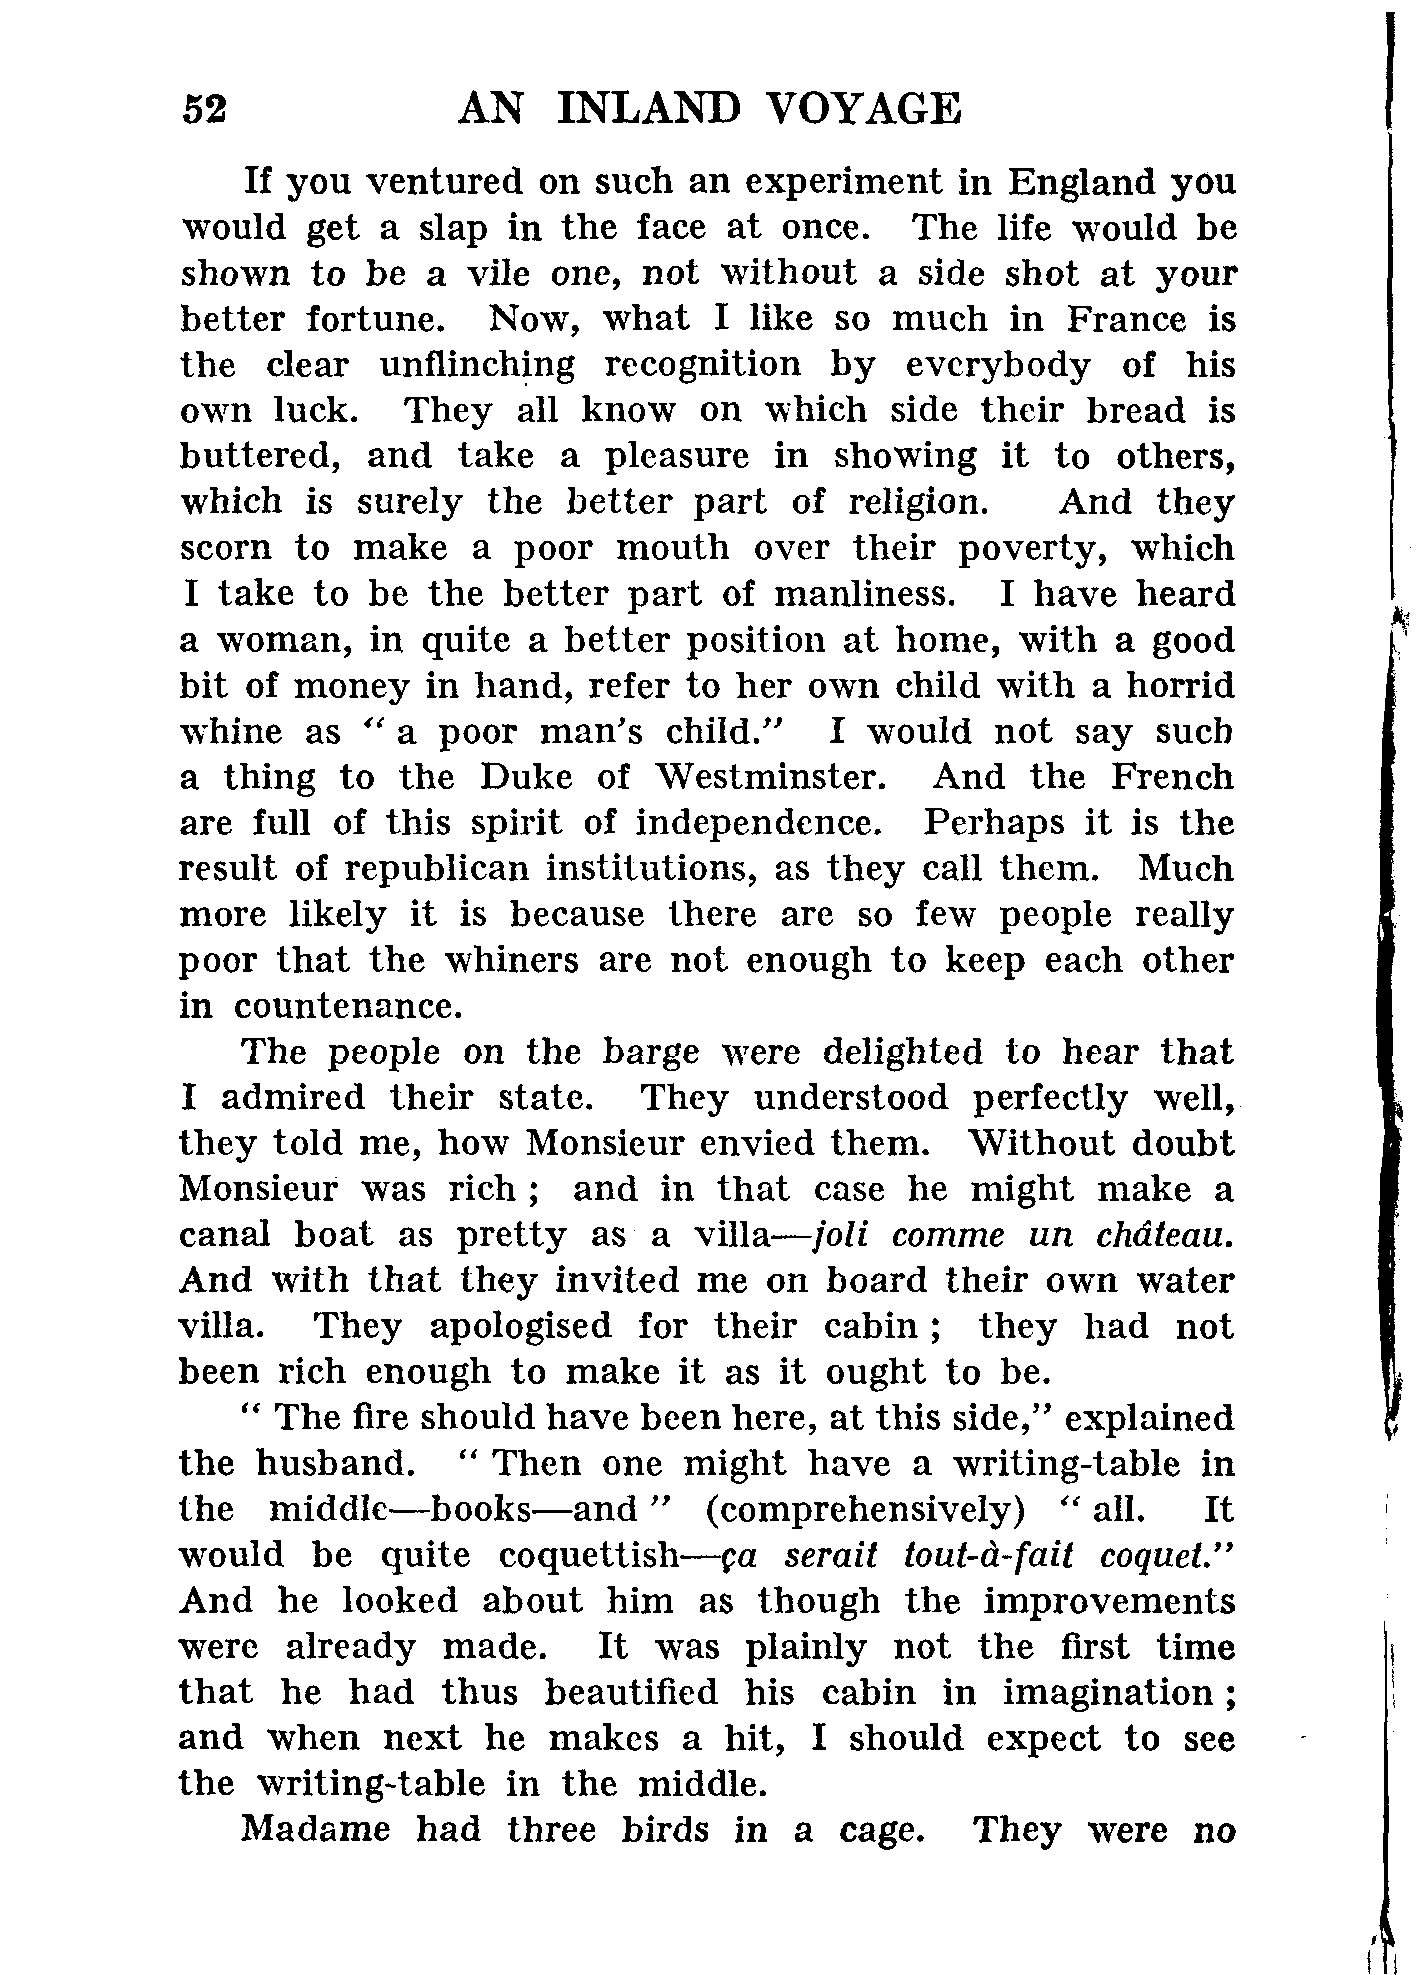 52 AN INLAND VOYAGE
If you ventured on such an experiment in England you
would get a slap in the face at once. The life would be
shown to be a vile one, not without a side shot at your
better fortune. Now, what I like so much in France is
the clear unflinching recognition by everybody of his
own luck. They all know on which side their bread is
buttered, and take a pleasure in showing it to others,
which is surely the better part of religion. And they
scorn to make a poor mouth over their poverty, which
I take to be the better part of manliness. I have heard
a woman, in quite a better position at home, with a good
bit of money in hand, refer to her own child with a horrid
whine as “ a poor man's child.” I would not say such
a thing to the Duke of Westminster. And the French
are full of this spirit of independence. Perhaps it is the
result of republican institutions, as they call them. Much
more likely it is because there are so few people really
poor that the whiners are not enough to keep each other
in countenance.
The people on the barge were delighted to hear that
I admired their state. They understood perfectly well,
they told me, how Monsieur envied them. Without doubt
Monsieur was rich ; and in that case he might make a
canal boat as pretty as a villa—joli comme un château.
And with that they invited me on board their own water
villa. They apologised for their cabin ; they had not
been rich enough to make it as it ought to be.
“ The fire should have been here, at this side,” explained
the husband. “ Then one might have a writing-table in
the middle—books—and ” (comprehensively) “ all. It
would be quite coquettish—ça serait tout-à-fait coquet.”
And he looked about him as though the improvements
were already made. It was plainly not the first time
that he had thus beautified his cabin in imagination ;
and when next he makes a hit, I should expect to see
the writing-table in the middle.
Madame had three birds in a cage. They were no